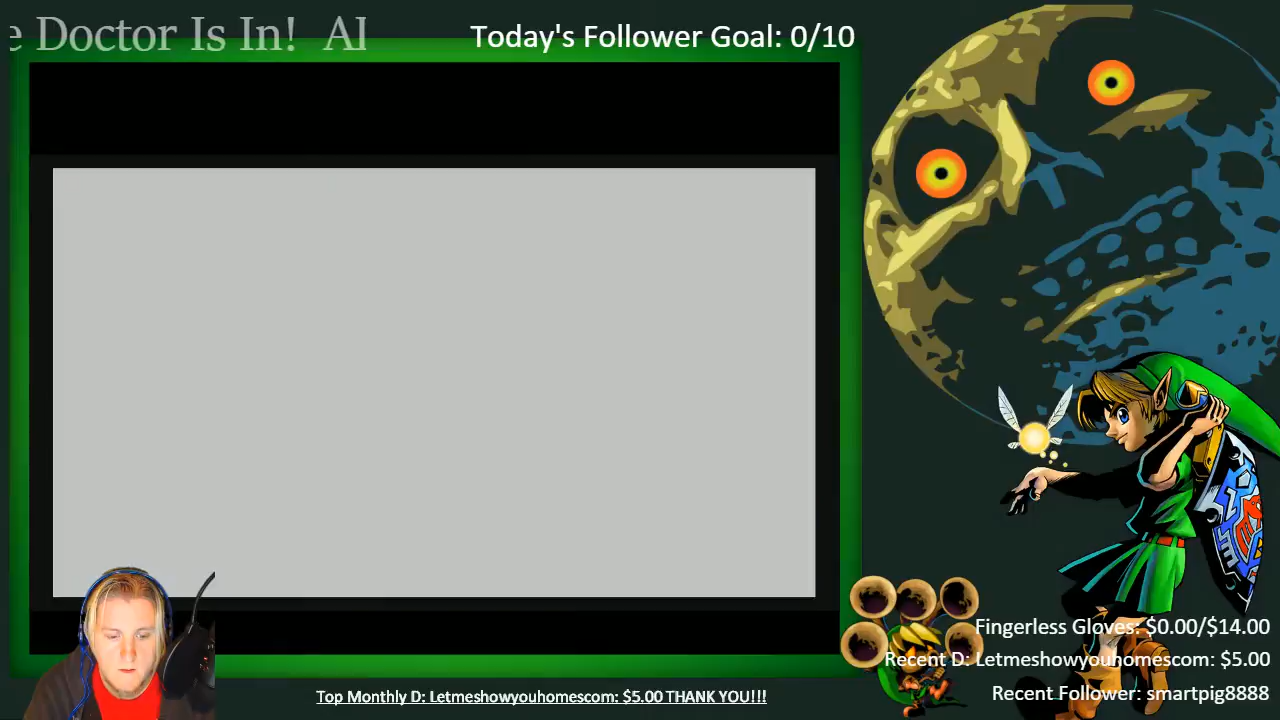 e Doctor Is In! Al
Today's Follower Goal: 0/10
Fingerless Gloves: $0.00/$14.00
Recent D: Letmeshowyouhomescom: $5.00
Recent Follower: smartpig8888
Top Monthly D: Letmeshowyouhomescom: $5.00 THANK YOU!!!